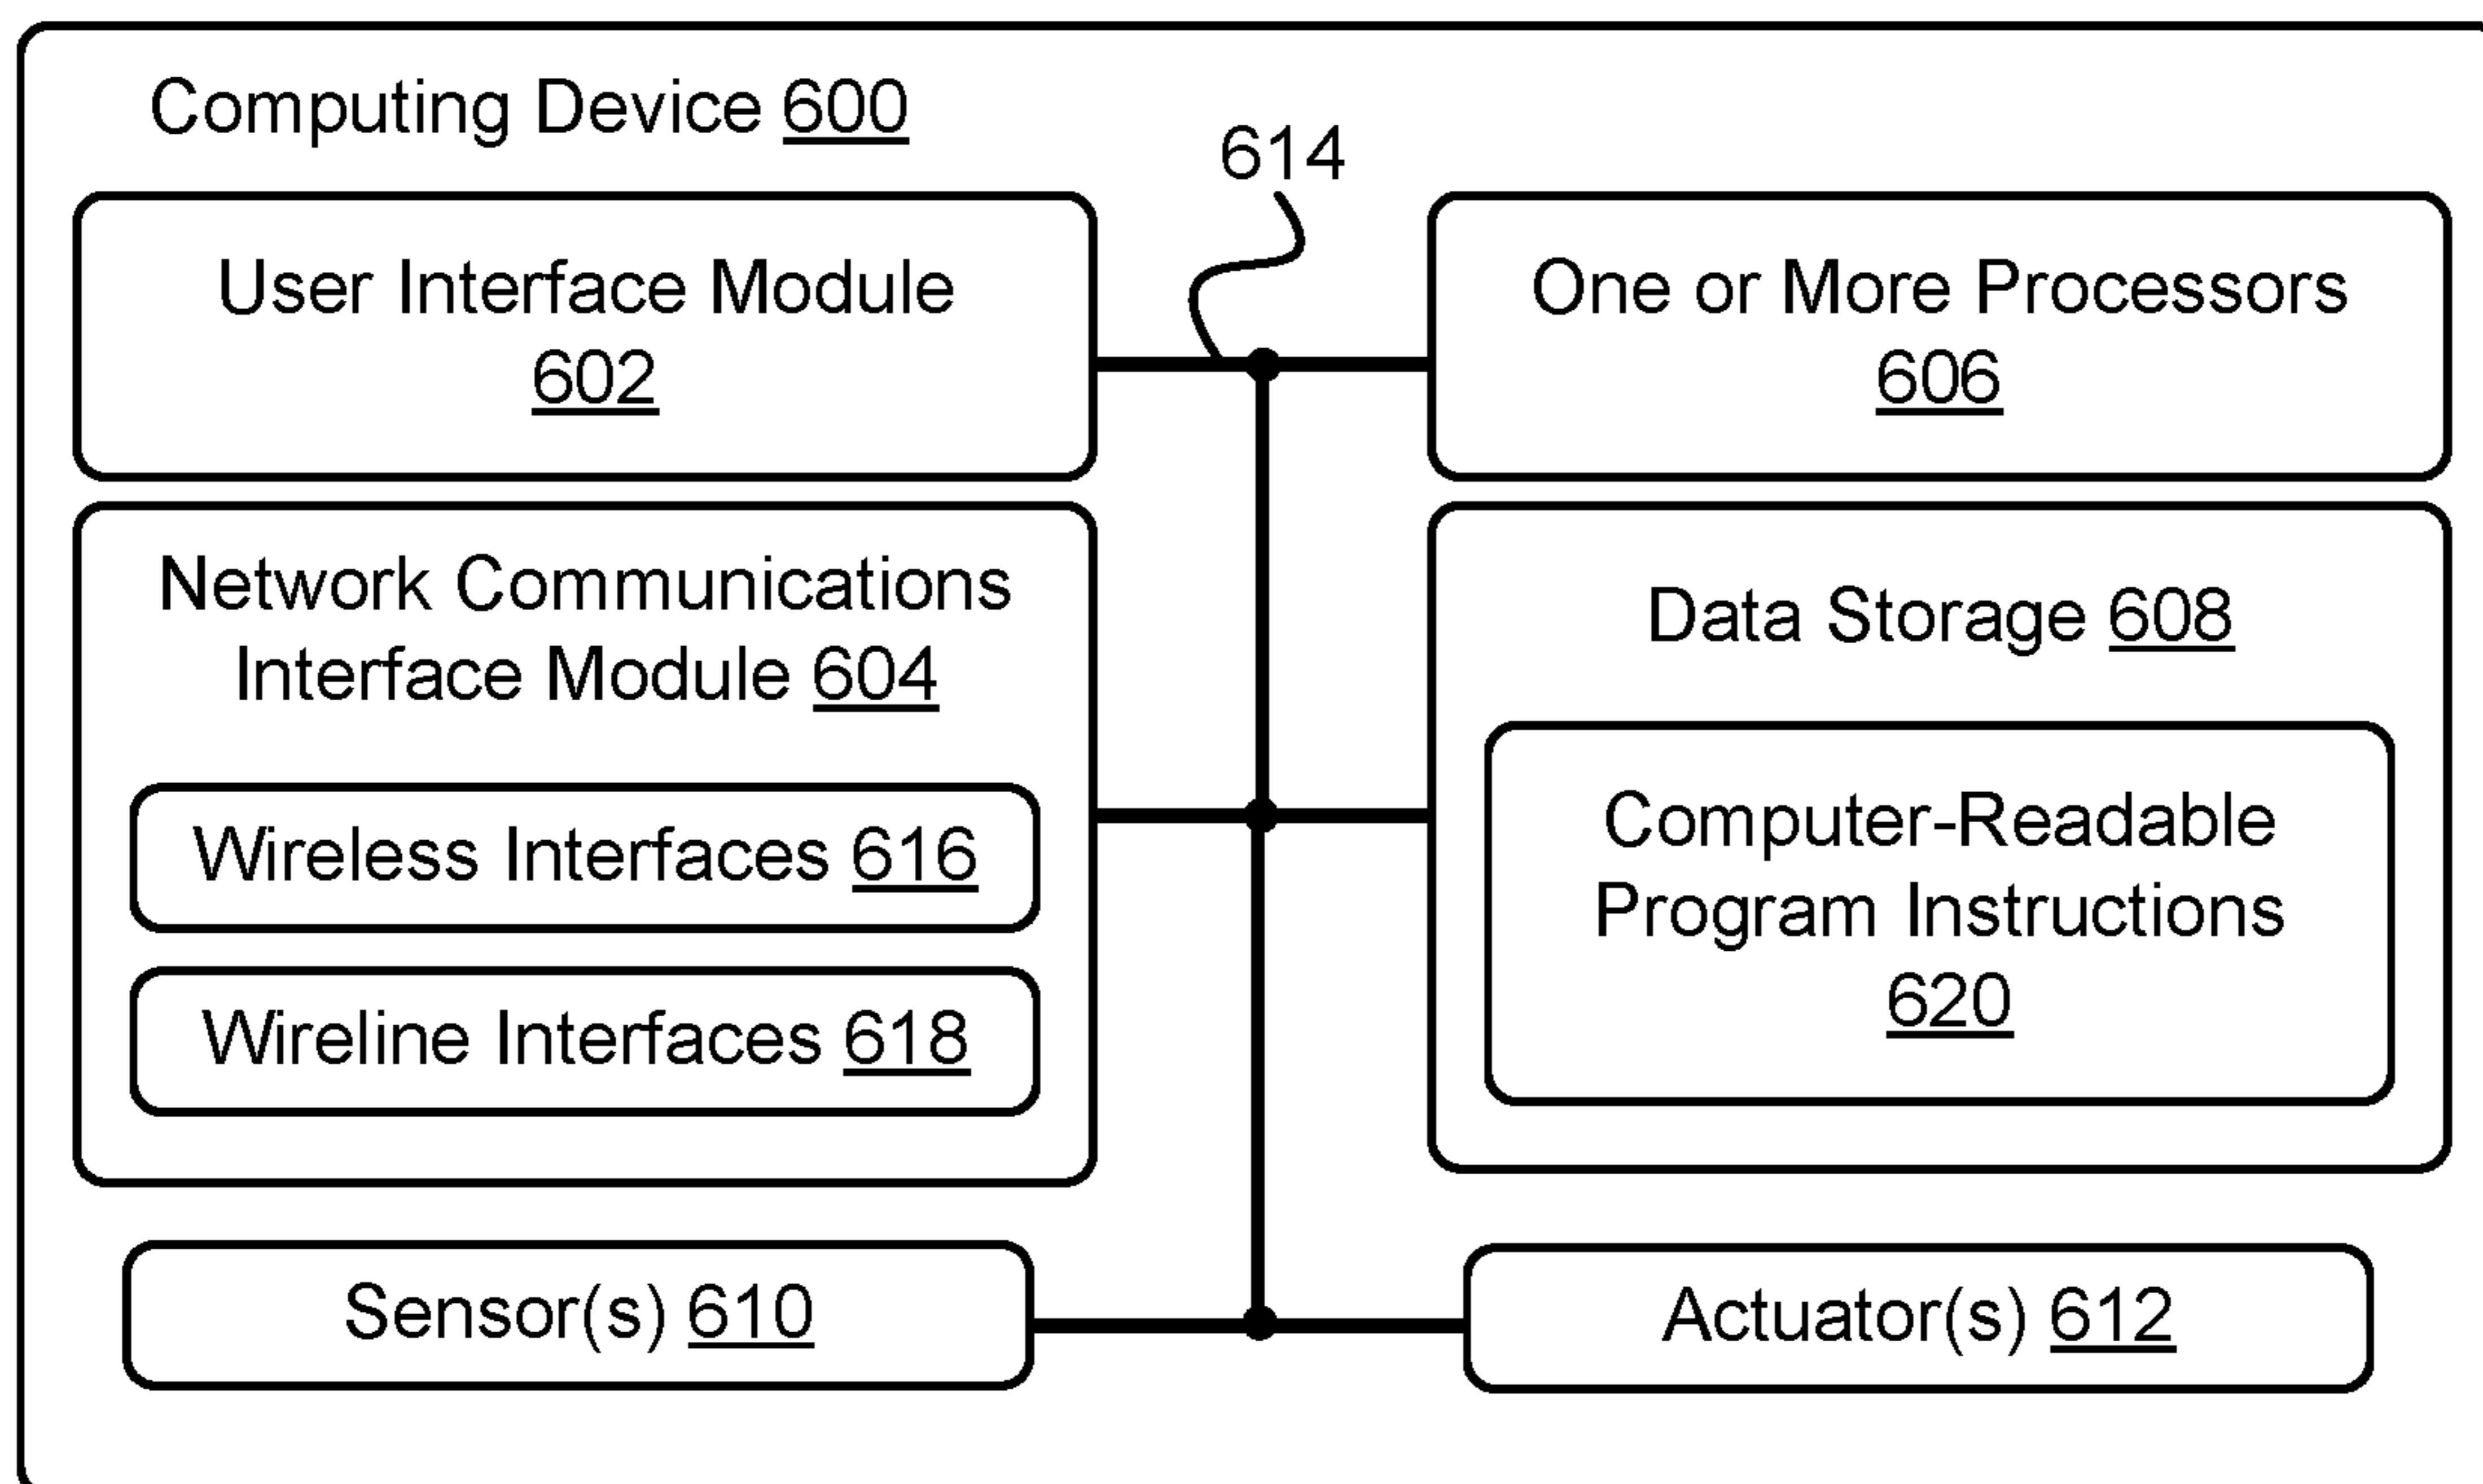 Computing Device 600
614
User Interface Module
602
One or More Processors
606
Network Communications
Interface Module 604
Wireless Interfaces 616
Wireline Interfaces 618
Data Storage 608
Computer-Readable
Program Instructions
620
Sensor(s) 610
Actuator(s) 612